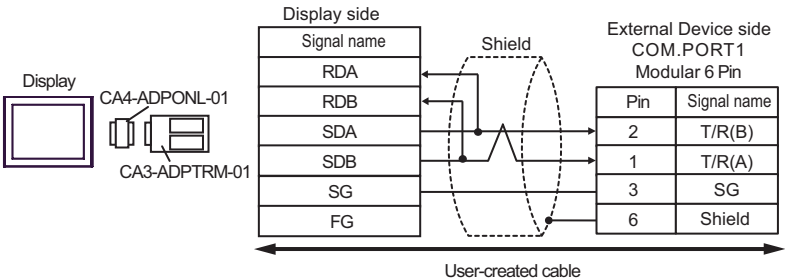 Display side
External Device side
COM.PORT1
Modular 6 Pin
Signal name
Shield
Display
CA4-ADPONL-01
CA3-ADPTRM-01
RDA
RDB
SDA
SDB
SG
FG
Pin Signal name
2 T/R(B)
1 T/R(A)
3 SG
6 Shield
User-created cable